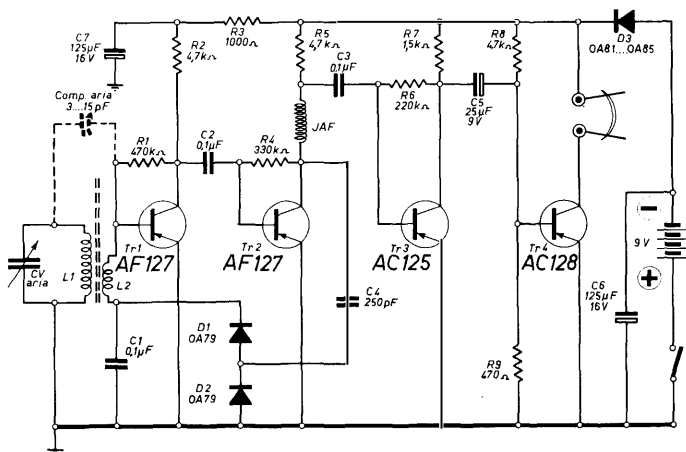 C7
125µF
16V
R2
4,7kΩ
R3
1000Ω
R5
4,7kΩ
C3
0,1µF
R7
1,5kΩ
R6
220kΩ
R8
4,7kΩ
C5
25µF
9V
D3
OA81....OA85
Comp. aria
3....15pF
R1
470kΩ
C2
0,1µF
R4
330kΩ
JAF
CV
aria
L1
L2
Tr1
AF127
Tr2
AF127
Tr3
AC125
Tr4
AC128
9V
C6
125µF
16V
C4
250pF
C1
0,1µF
D1
OA79
D2
OA79
R9
470Ω